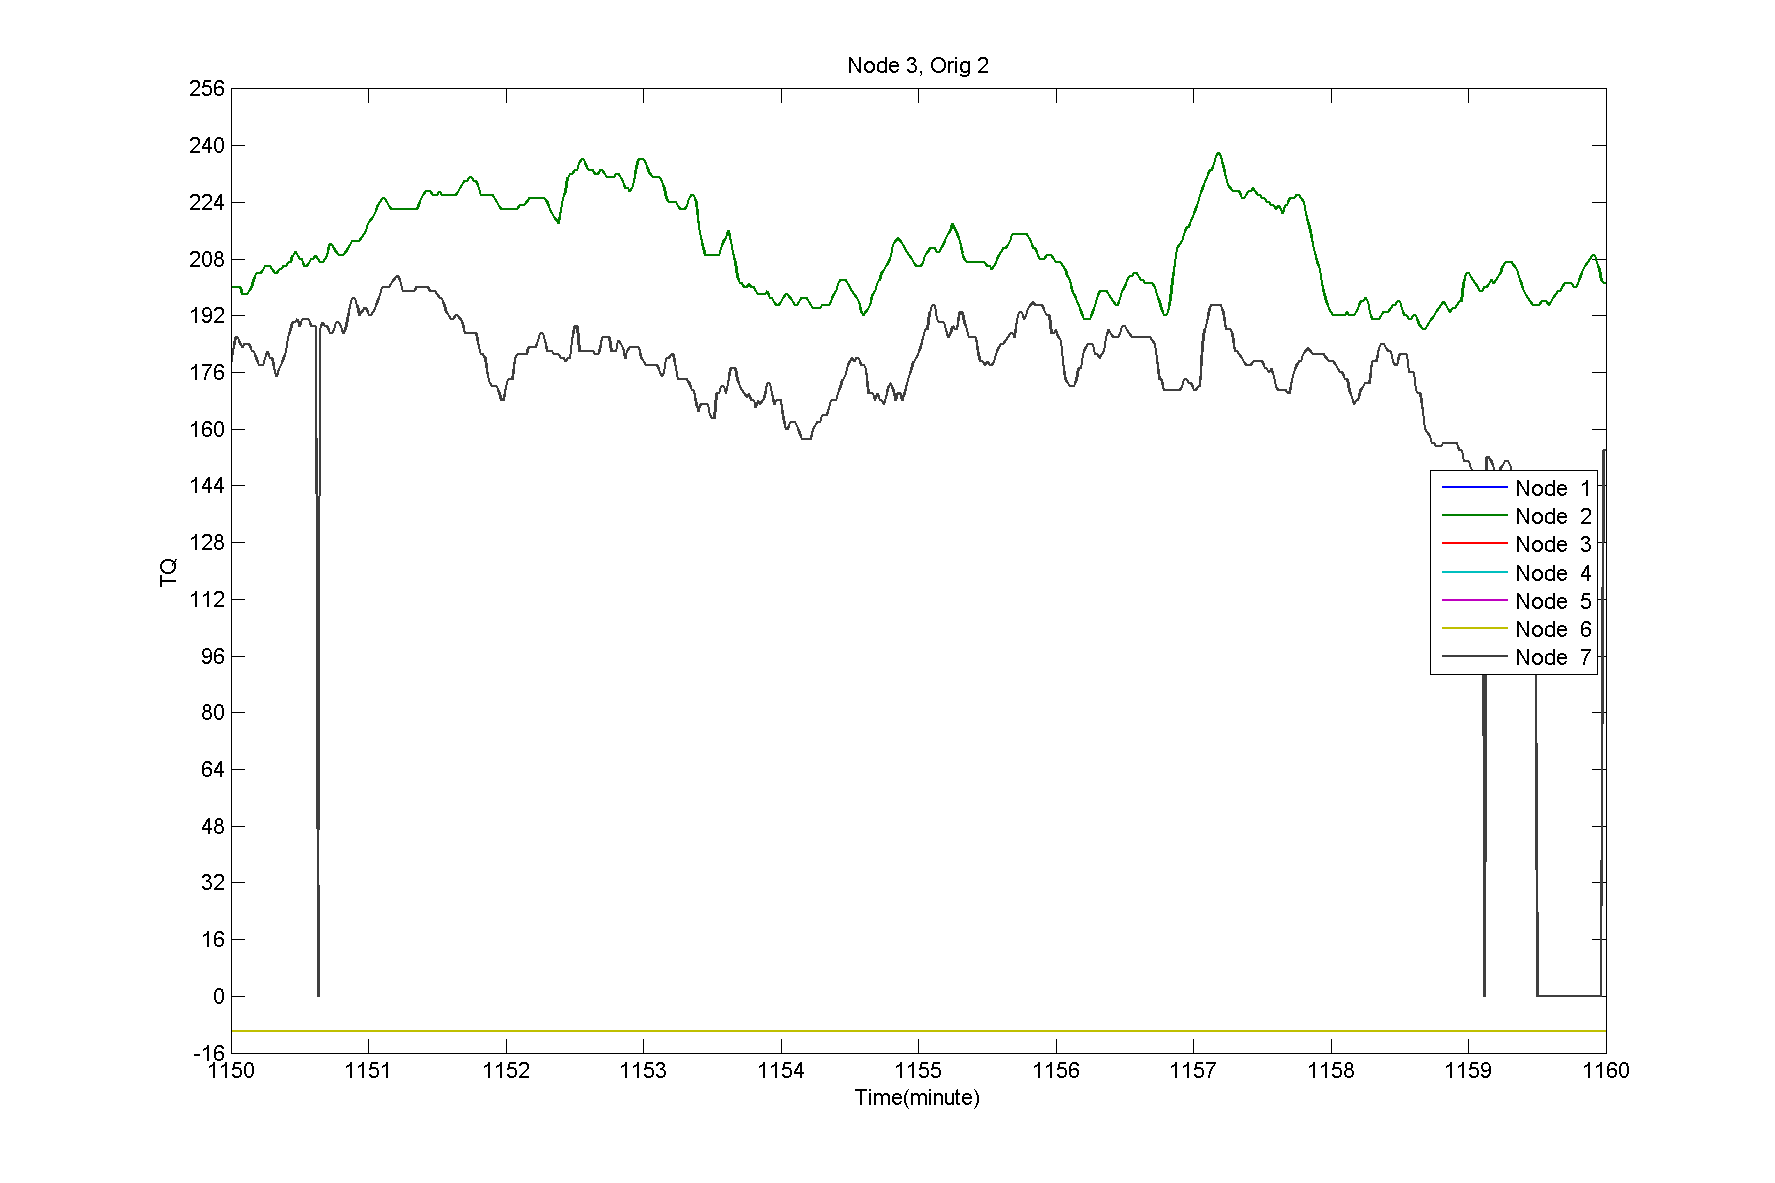 Node 3, Orig 2
256
240
224
208
192
176
160
144
128
112
96
80
64
48
32
16
0
-16
TQ
Node 1
Node 2
Node 3
Node 4
Node 5
Node 6
Node 7
1150 1151 1152 1153 1154 1155 1156 1157 1158 1159 1160
Time(minute)